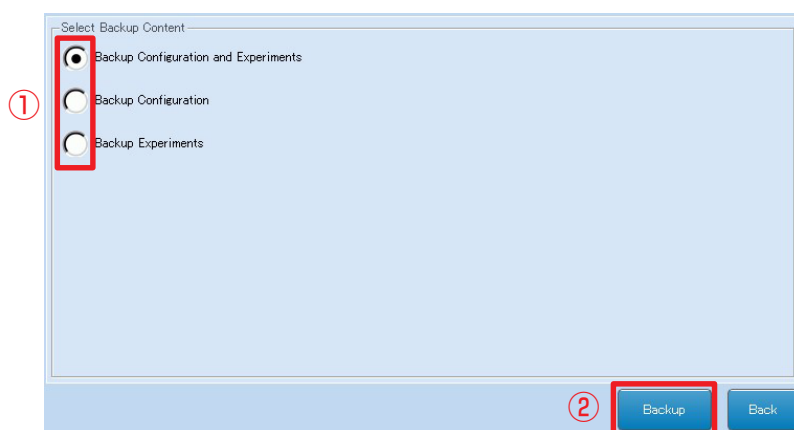 Select Backup Content
Backup Configuration and Experiments
① Backup Configuration
Backup Experiments
② Backup Back